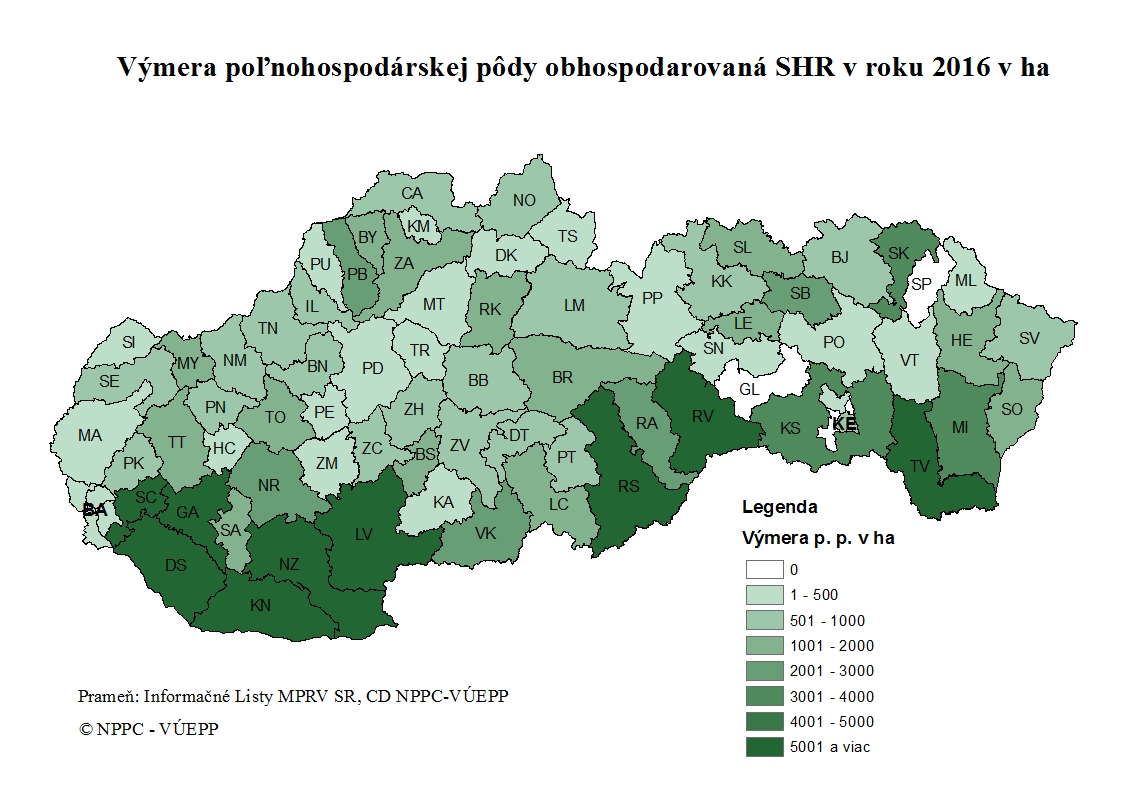 Výmera poľnohospodárskej pôdy obhospodarovaná SHR v roku 2016 v ha
CA
NO
KM
BY
TS
SL
SK
BJ
DK
PU
PB
ZA
KK
SP
ML
SB
PP
IL
MT
RK
LM
LE
TN
HE
SV
SI
PO
SN
TR
VT
MY
NM
BN
PD
BR
BB
SE
GL
PN
TO
PE
ZH
SO
RV
RA
KS
KE
MI
MA
TT
HC
DT
ZC
BS
ZV
PT
PK
ZM
TV
NR
RS
SC
GA
KA
LC
BA
SA
LV
VK
DS
NZ
KN
Legenda
Výmera p. p. v ha
0
1 - 500
501 - 1000
1001 - 2000
2001 - 3000
3001 - 4000
4001 - 5000
5001 a viac
Prameň: Informačné Listy MPRV SR, CD NPPC-VÚEPP
© NPPC - VÚEPP